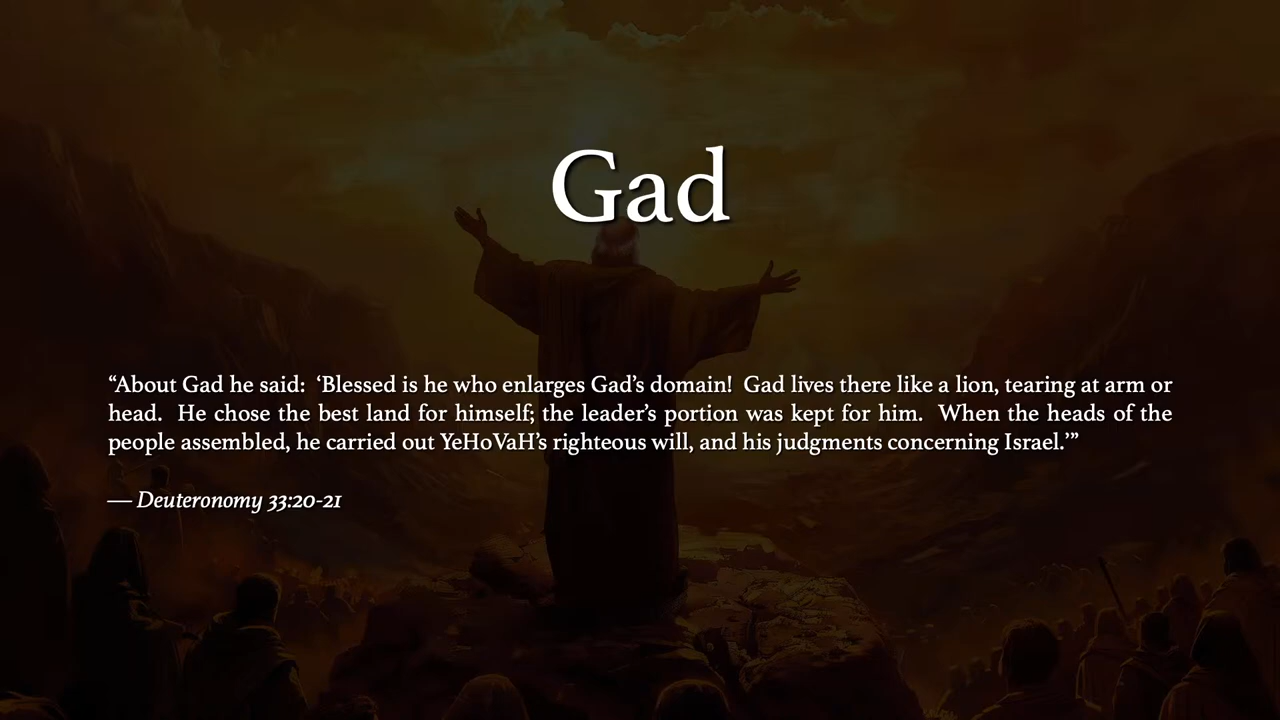 Gad
“About Gad he said:  ‘Blessed is he who enlarges Gad’s domain!  Gad lives there like a lion, tearing at arm or
head.  He chose the best land for himself; the leader’s portion was kept for him.  When the heads of the
people assembled, he carried out YeHoVaH’s righteous will, and his judgments concerning Israel.’”
— Deuteronomy 33:20-21